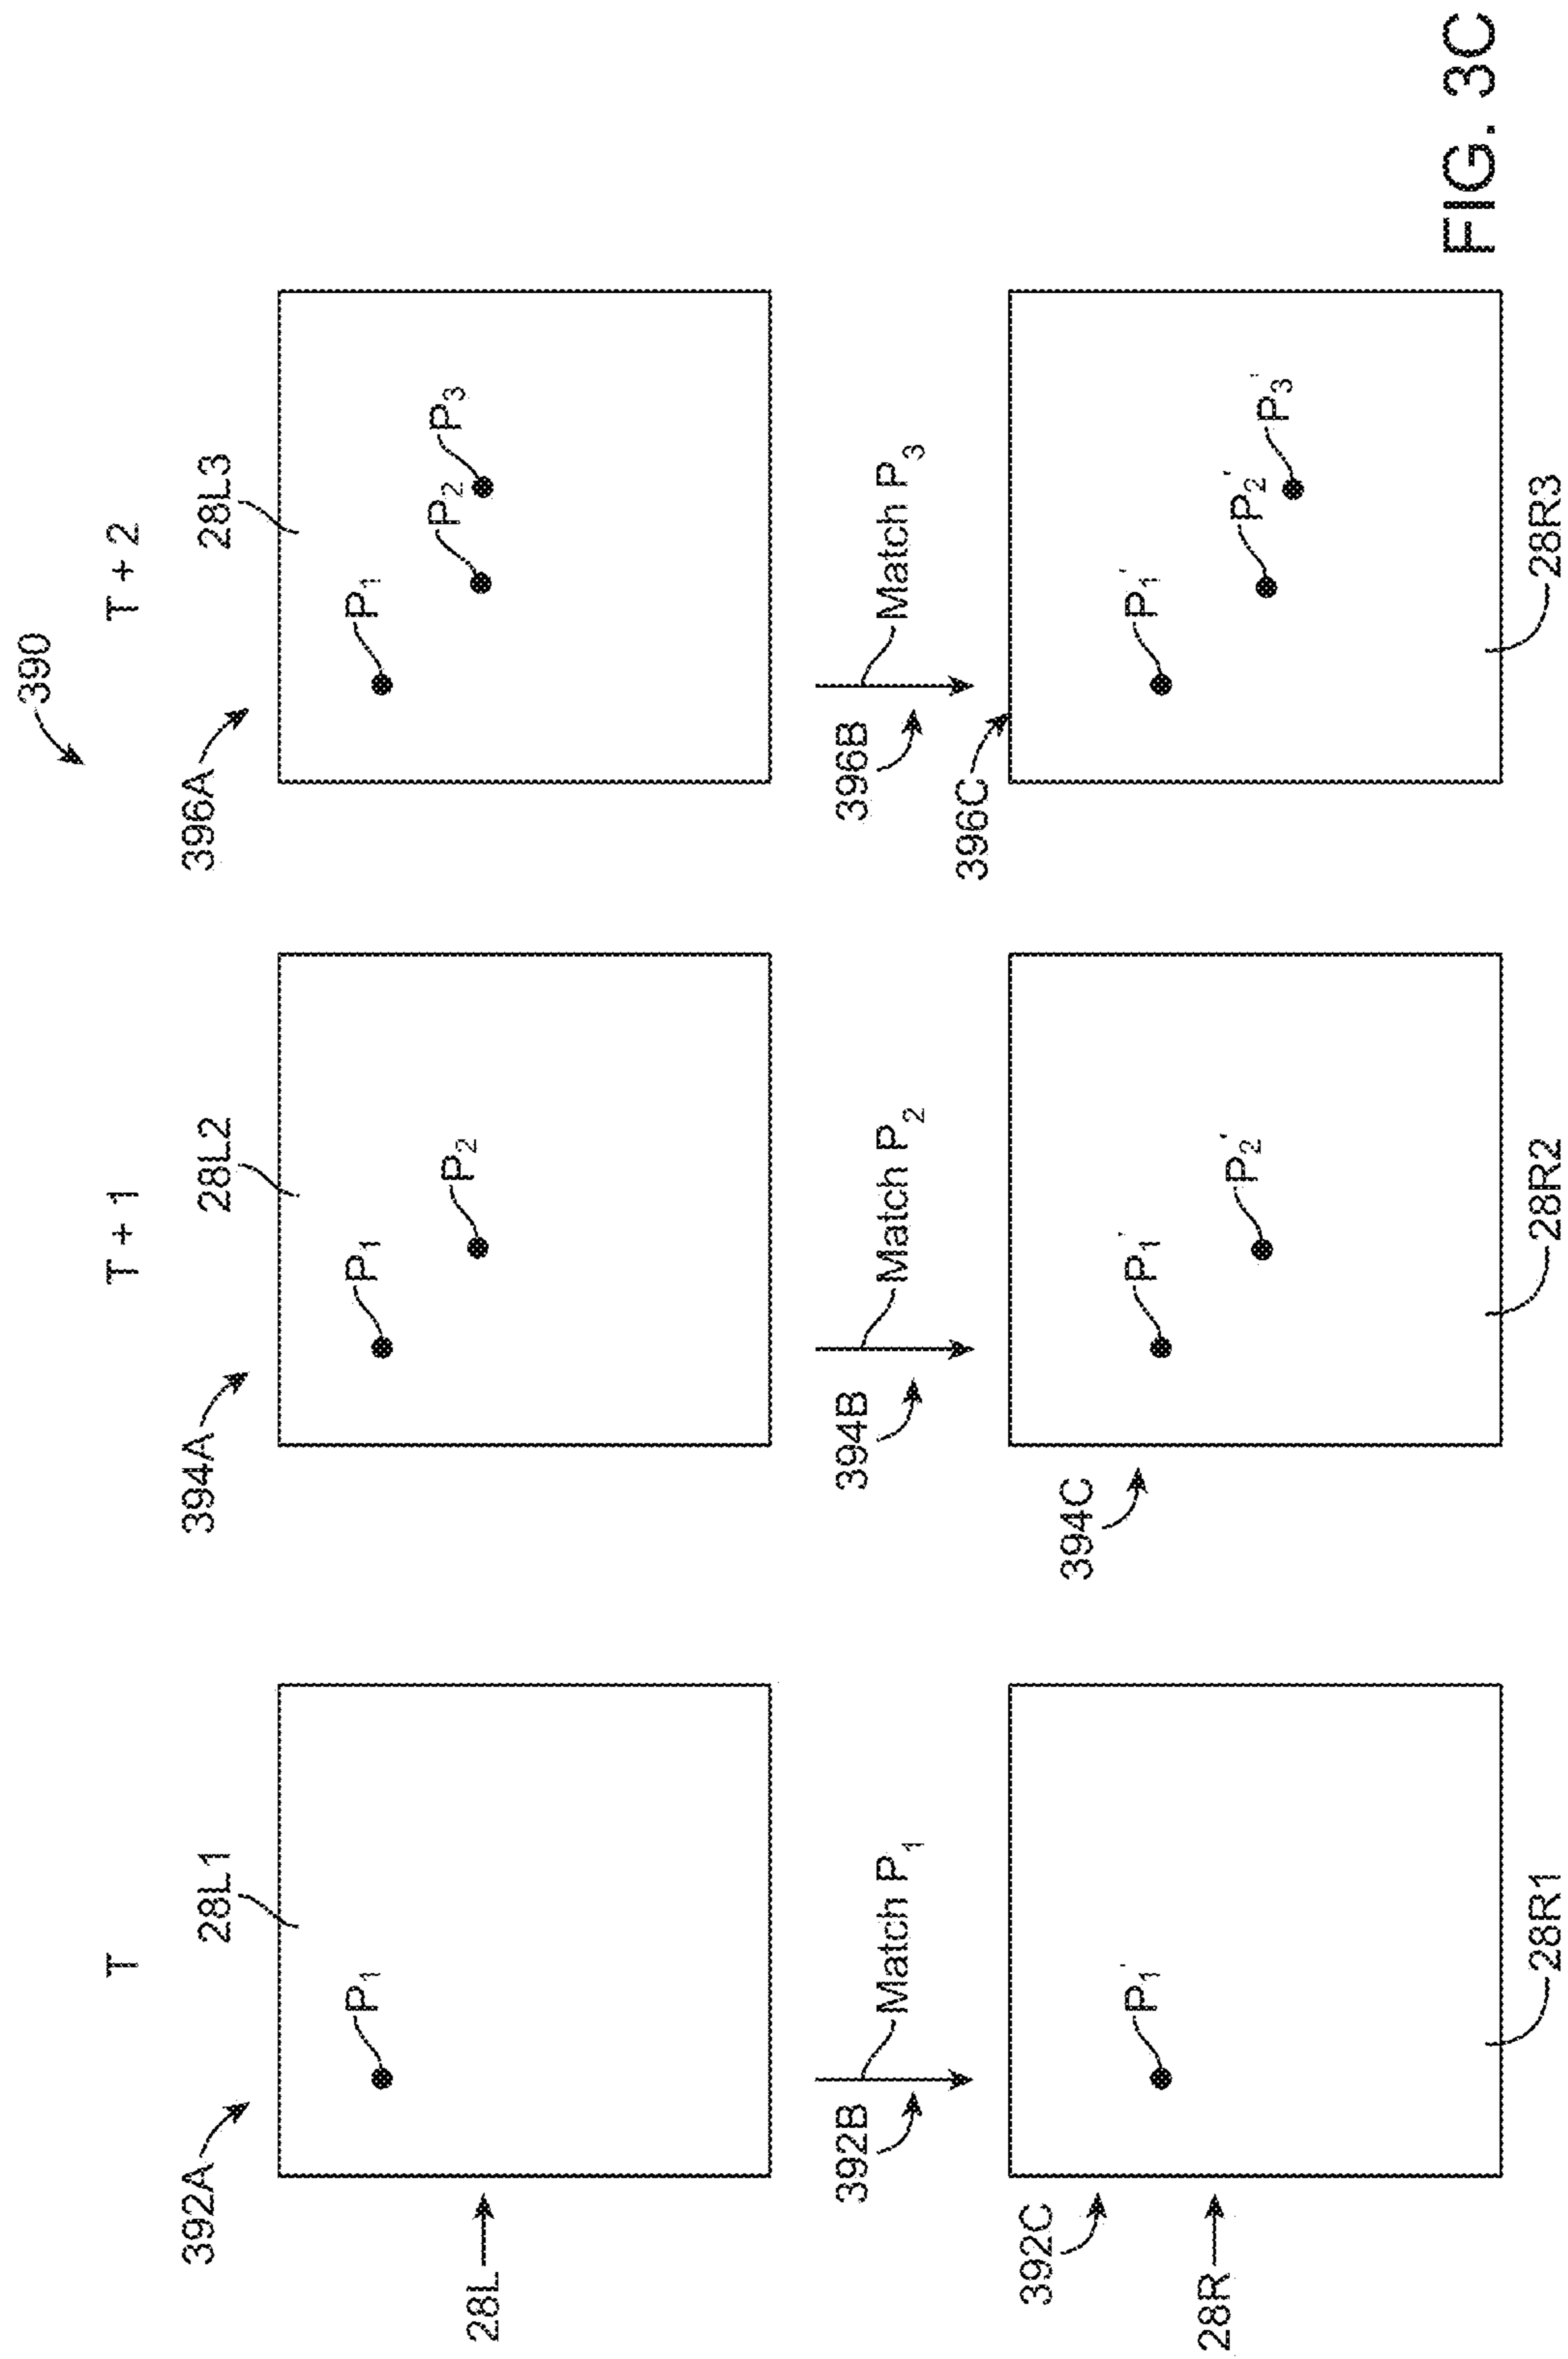 390
T
T + 1
T + 2
392A
28L1
394A
28L2
396A
28L3
28L
P1
P1
P2
P1
P2
P3
392B
Match P1
394B
Match P2
396B
Match P3
392C
394C
396C
28R
P1'
P1'
P2'
P1'
P2'
P3'
28R1
28R2
28R3
FIG. 3C